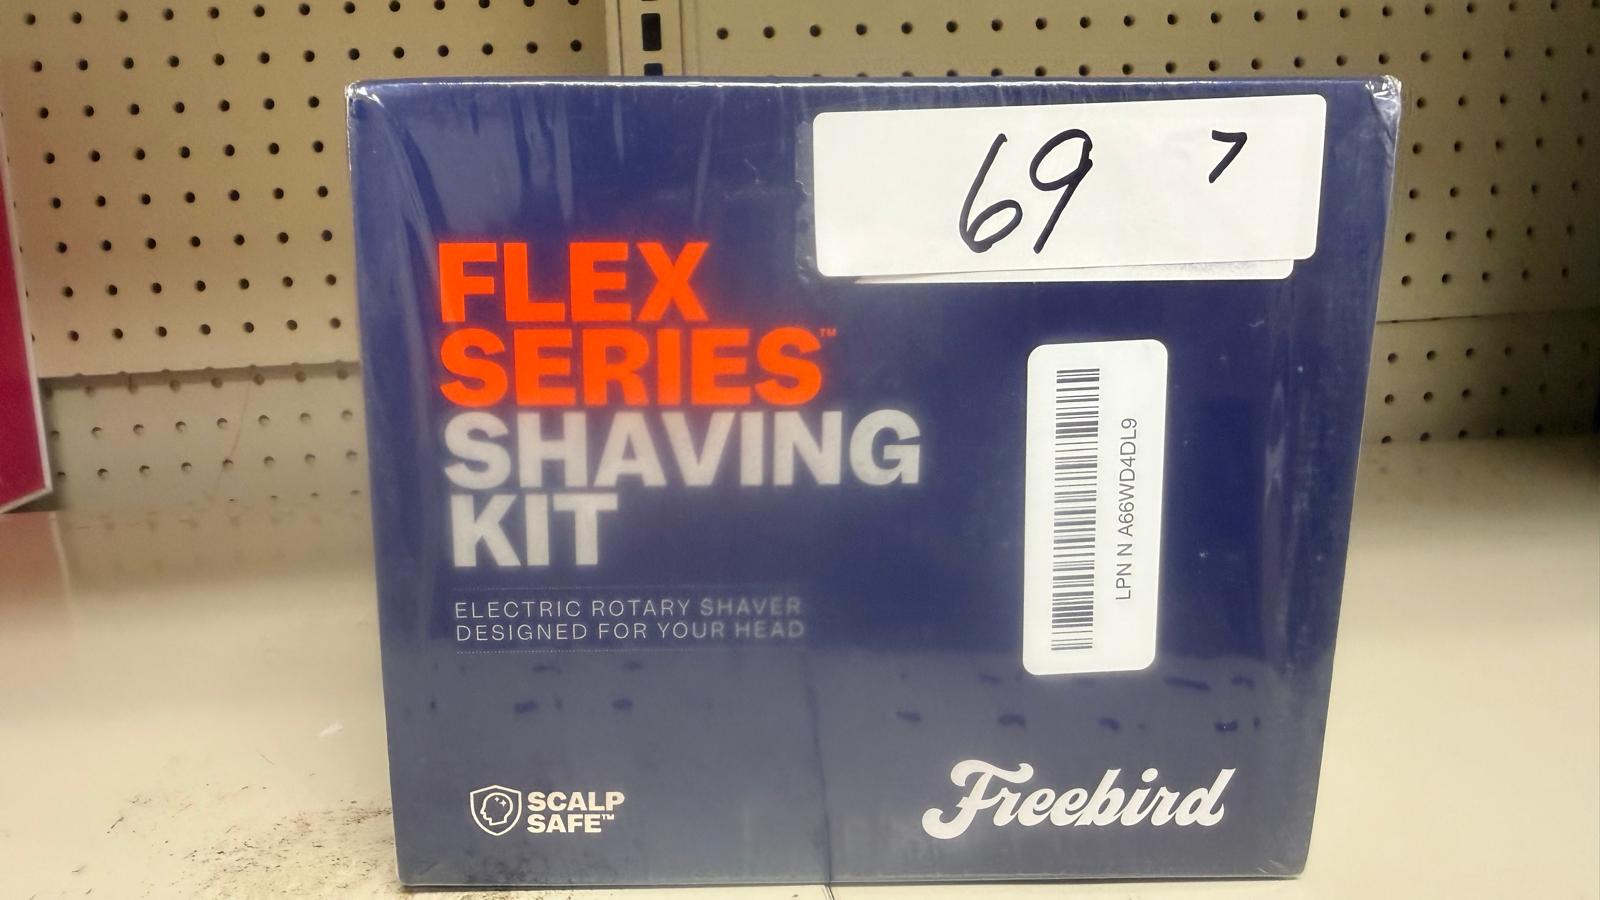 69 7
FLEX
SERIES™
SHAVING
KIT
ELECTRIC ROTARY SHAVER
DESIGNED FOR YOUR HEAD
LPN N A66WD4DL9
SCALP
SAFE™
Freebird